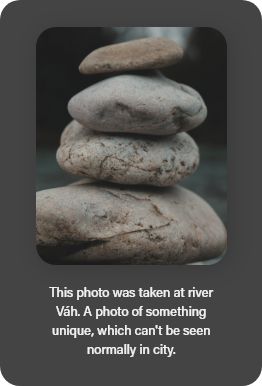 This photo was taken at river
Váh. A photo of something
unique, which can't be seen
normally in city.